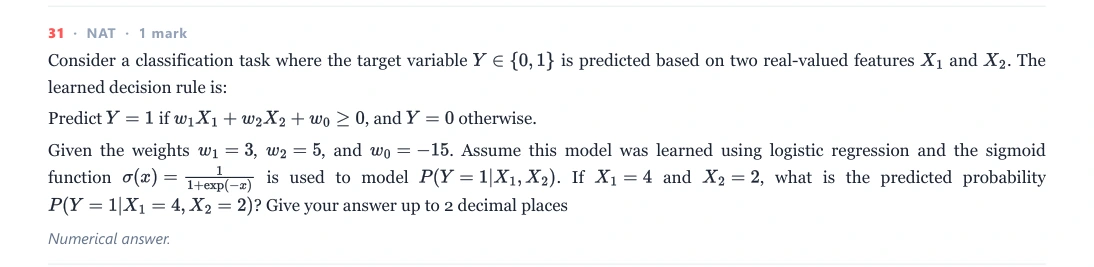 31 · NAT · 1 mark
Consider a classification task where the target variable Y ∈ {0, 1} is predicted based on two real-valued features X₁ and X₂. The
learned decision rule is:
Predict Y = 1 if w₁X₁ + w₂X₂ + w₀ ≥ 0, and Y = 0 otherwise.
Given the weights w₁ = 3, w₂ = 5, and w₀ = −15. Assume this model was learned using logistic regression and the sigmoid
function σ(x) = 1/(1+exp(−x)) is used to model P(Y = 1|X₁, X₂). If X₁ = 4 and X₂ = 2, what is the predicted probability
P(Y = 1|X₁ = 4, X₂ = 2)? Give your answer up to 2 decimal places
Numerical answer.